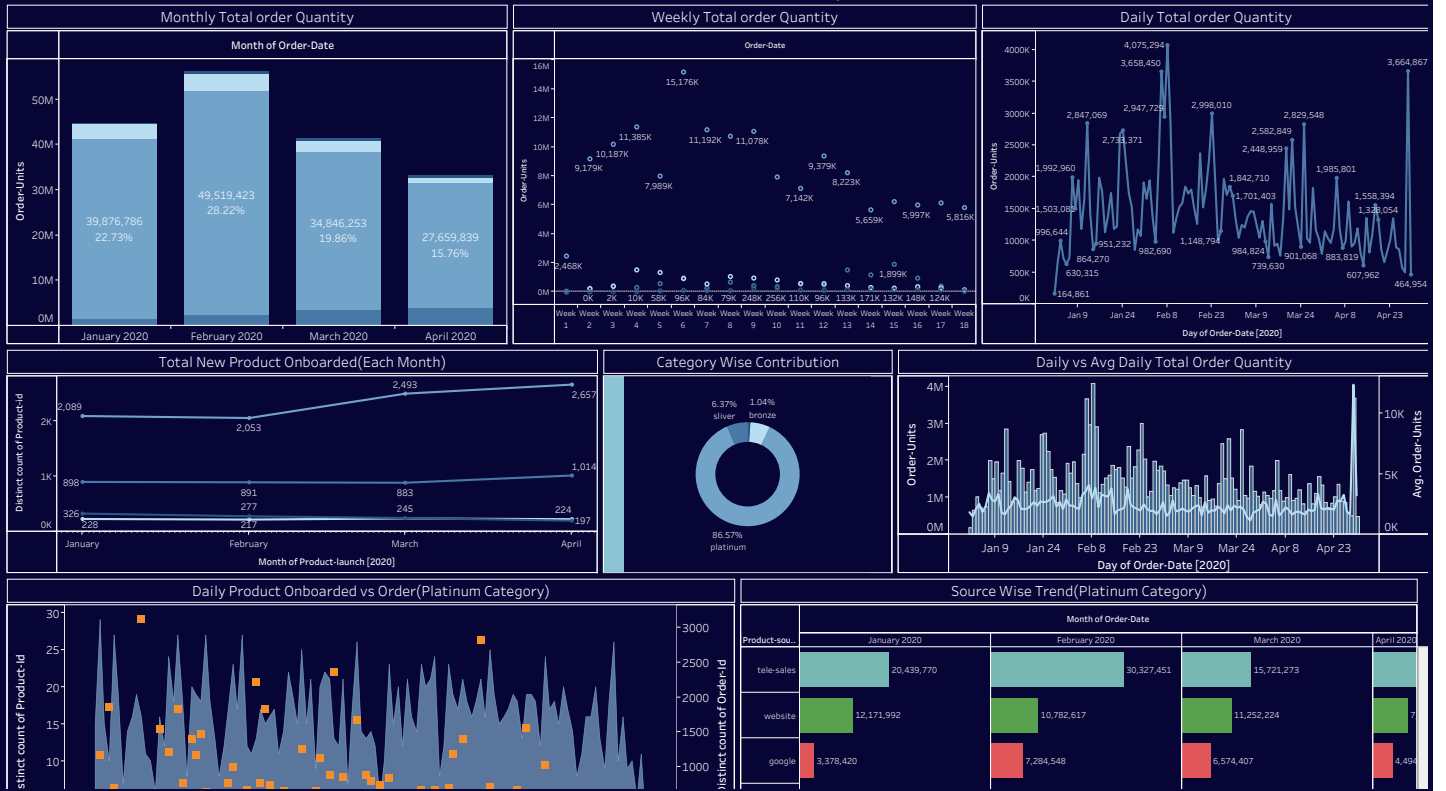 Monthly Total order Quantity
Month of Order-Date
Order-Units
50M
40M
30M
20M
10M
0M
39,876,786
22.73%
49,519,423
28.22%
34,846,253
19.86%
27,659,839
15.76%
January 2020
February 2020
March 2020
April 2020
Weekly Total order Quantity
Order-Date
Order-Units
16M
14M
12M
10M
8M
6M
4M
2M
0M
2,468K
9,179K
10,187K
11,385K
7,989K
15,176K
11,192K
11,078K
7,142K
9,379K
8,223K
5,659K
1,899K
5,997K
5,816K
0K 2K 10K 58K 96K 84K 79K 248K 256K 110K 96K 133K 171K 132K 148K 124K
Week Week Week Week Week Week Week Week Week Week Week Week Week Week Week Week Week Week
1 2 3 4 5 6 7 8 9 10 11 12 13 14 15 16 17 18
Daily Total order Quantity
Order-Units
4000K
3500K
3000K
2500K
2000K
1500K
1000K
500K
0K
4,075,294
3,658,450
3,664,867
2,847,069
2,947,729
2,998,010
2,829,548
2,733,371
2,582,849
2,448,959
1,992,960
1,985,801
1,842,710
1,701,403
1,558,394
1,503,081
1,328,054
996,644
951,232
982,690
1,148,794
984,824
901,068
883,819
864,270
739,630
630,315
607,962
464,954
164,861
Jan 9
Jan 24
Feb 8
Feb 23
Mar 9
Mar 24
Apr 8
Apr 23
Day of Order-Date [2020]
Total New Product Onboarded(Each Month)
Distinct count of Product-id
2K
1K
0K
2,089
2,053
2,493
2,657
898
891
883
1,014
326
277
245
224
228
217
197
January
February
March
April
Month of Product-launch [2020]
Category Wise Contribution
6.37%
sliver
1.04%
bronze
86.57%
platinum
Daily vs Avg Daily Total Order Quantity
Order-Units
4M
3M
2M
1M
0M
10K
5K
0K
Avg. Order-Units
Jan 9
Jan 24
Feb 8
Feb 23
Mar 9
Mar 24
Apr 8
Apr 23
Day of Order-Date [2020]
Daily Product Onboarded vs Order(Platinum Category)
istinct count of Product-Id
30
25
20
15
10
3000
2500
2000
1500
1000
istinct count of Order-Id
Source Wise Trend(Platinum Category)
Month of Order-Date
Product-sou..
January 2020
February 2020
March 2020
April 2020
tele-sales
20,439,770
30,327,451
15,721,273
website
12,171,992
10,782,617
11,252,224
7,
google
3,378,420
7,284,548
6,574,407
4,494